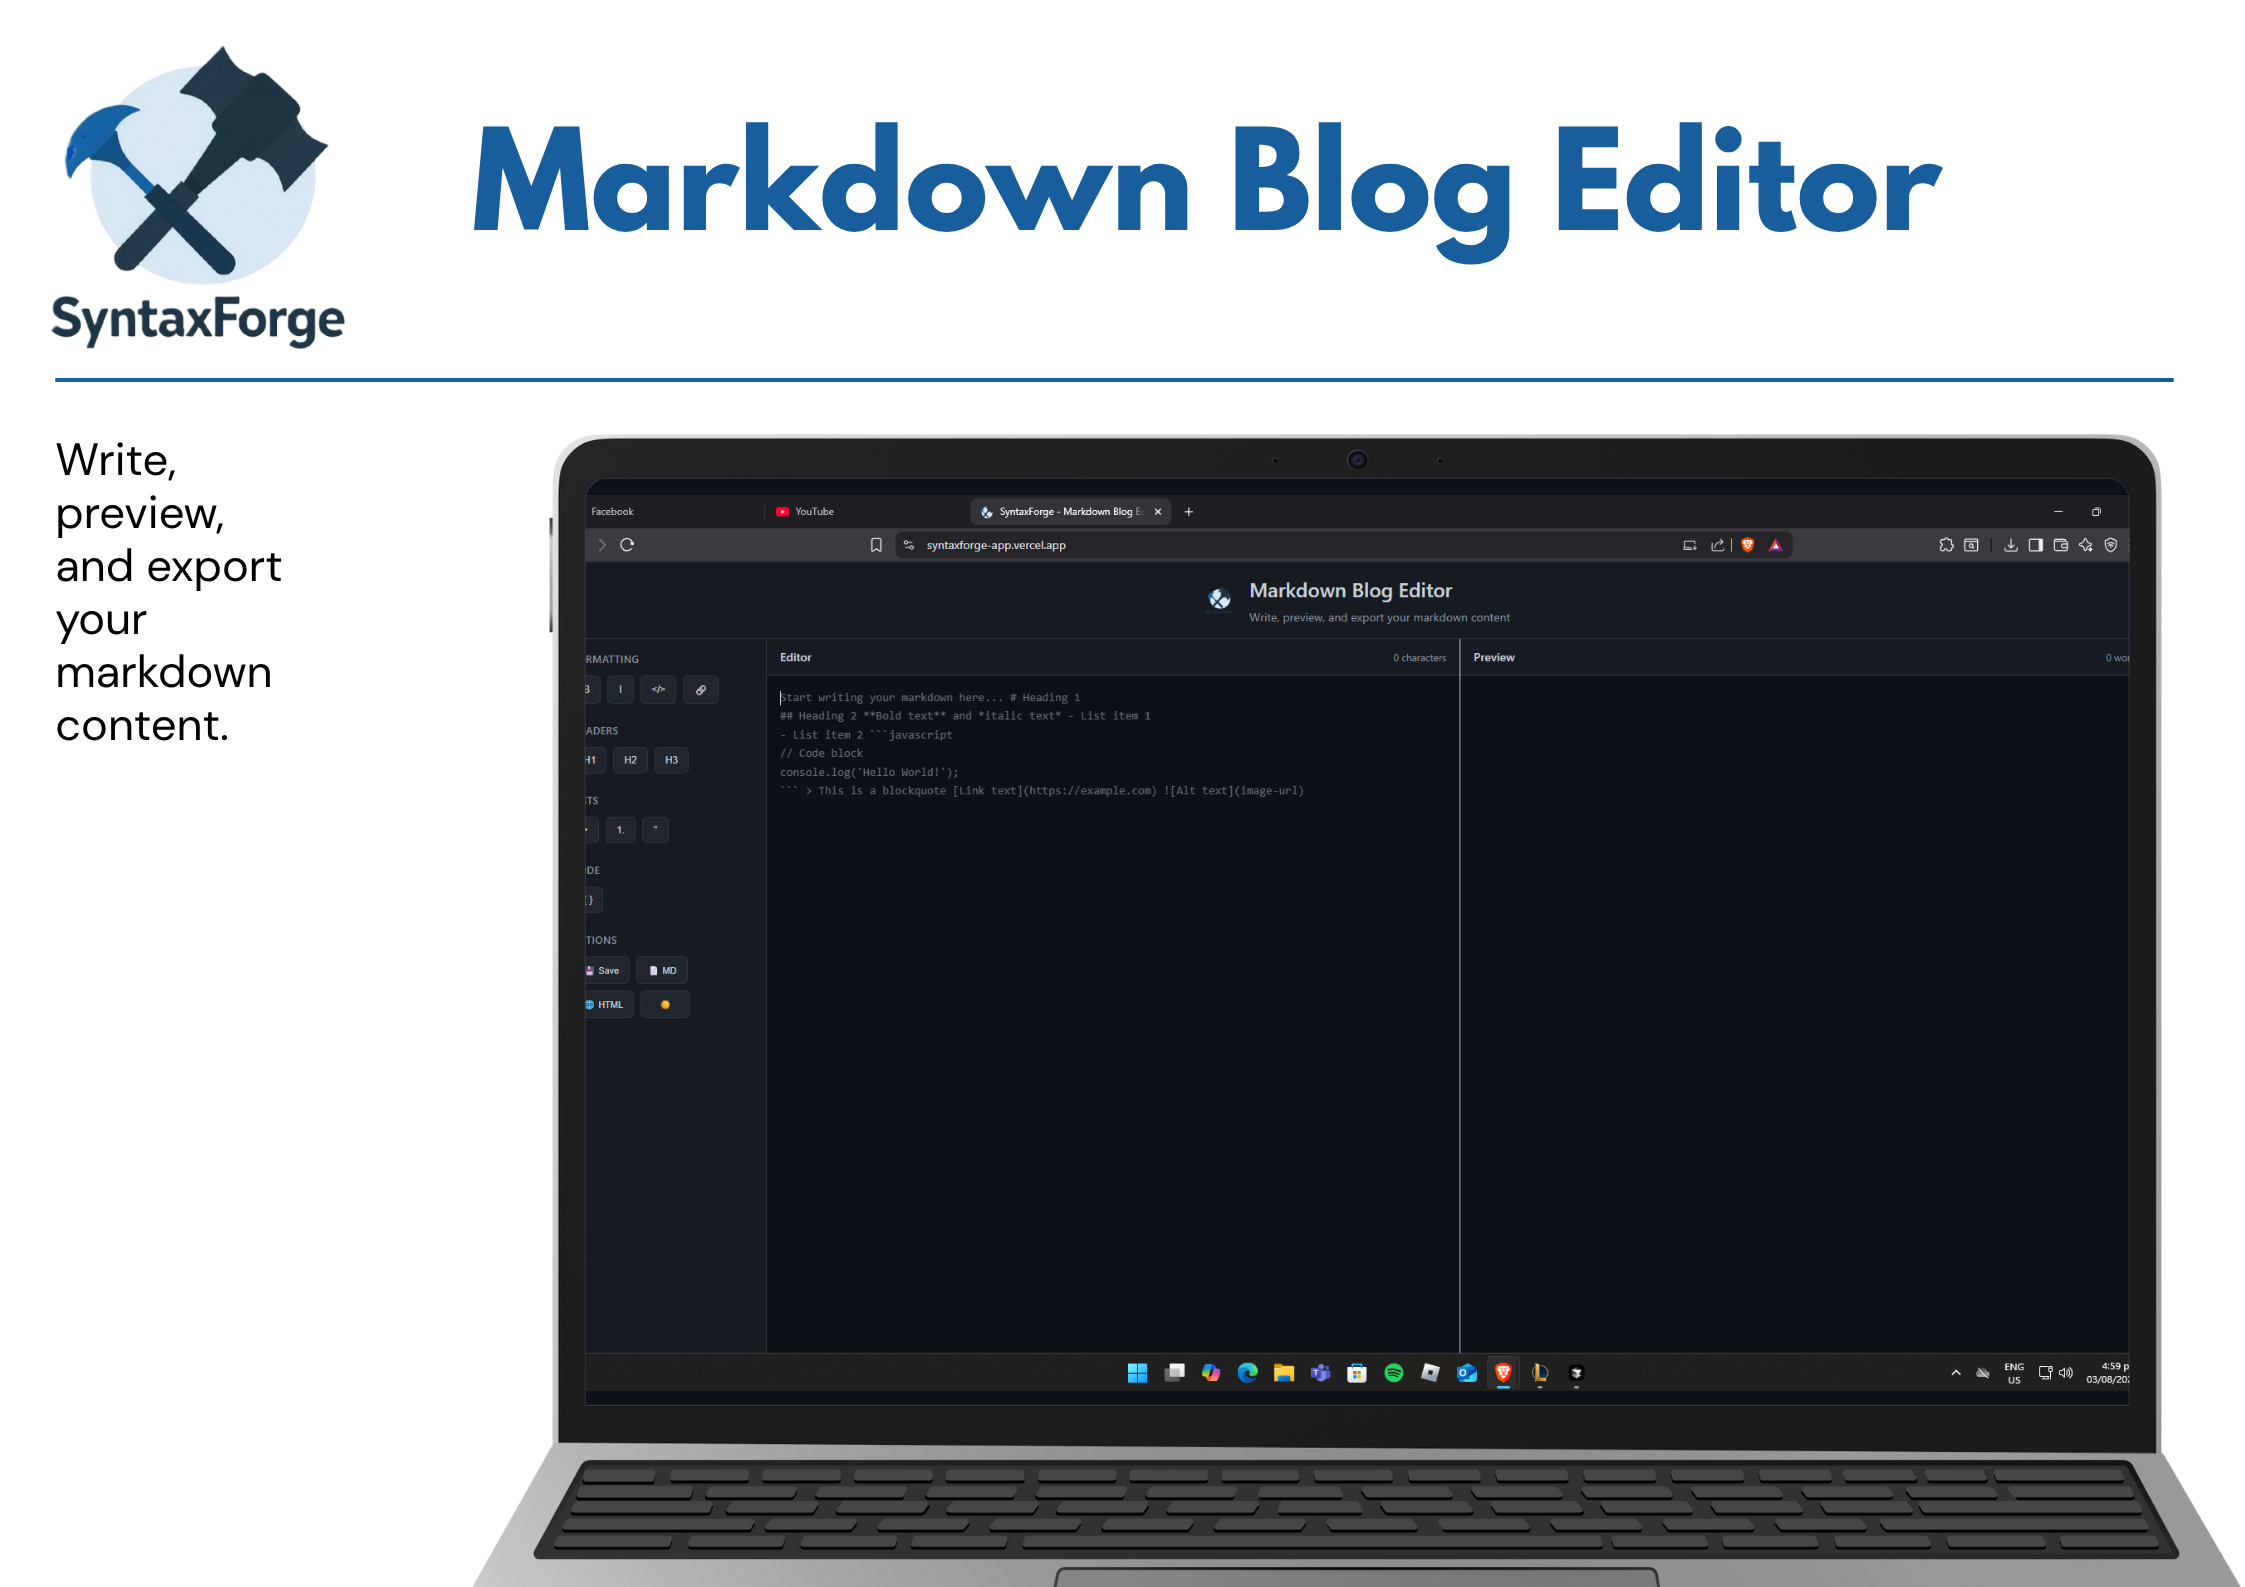 SyntaxForge
Markdown Blog Editor
Write,
preview,
and export
your
markdown
content.
Facebook
YouTube
SyntaxForge - Markdown Blog E
syntaxforge-app.vercel.app
Markdown Blog Editor
Write, preview, and export your markdown content
RMATTING
B I </>
ADERS
H1 H2 H3
TS
1. "
DE
{}
TIONS
Save MD
HTML
Editor 0 characters
Start writing your markdown here... # Heading 1
## Heading 2 **Bold text** and *italic text* - List item 1
- List item 2 ```javascript
// Code block
console.log('Hello World!');
``` > This is a blockquote [Link text](https://example.com) ![Alt text](image-url)
Preview 0 wor
ENG
US
4:59 p
03/08/202